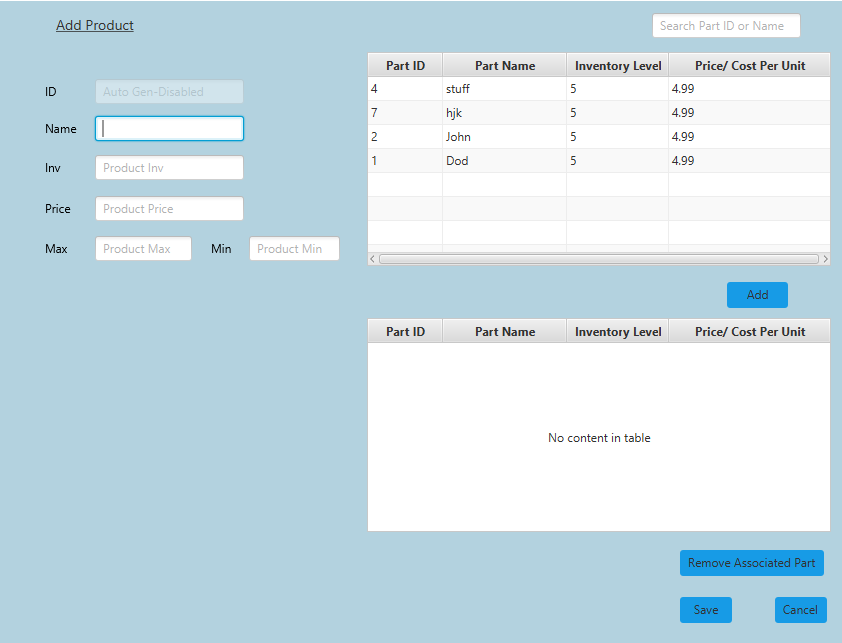 Add Product
Search Part ID or Name
ID Auto Gen-Disabled
Name
Inv Product Inv
Price Product Price
Max Product Max Min Product Min
Part ID Part Name Inventory Level Price/ Cost Per Unit
4 stuff 5 4.99
7 hjk 5 4.99
2 John 5 4.99
1 Dod 5 4.99
Add
Part ID Part Name Inventory Level Price/ Cost Per Unit
No content in table
Remove Associated Part
Save Cancel